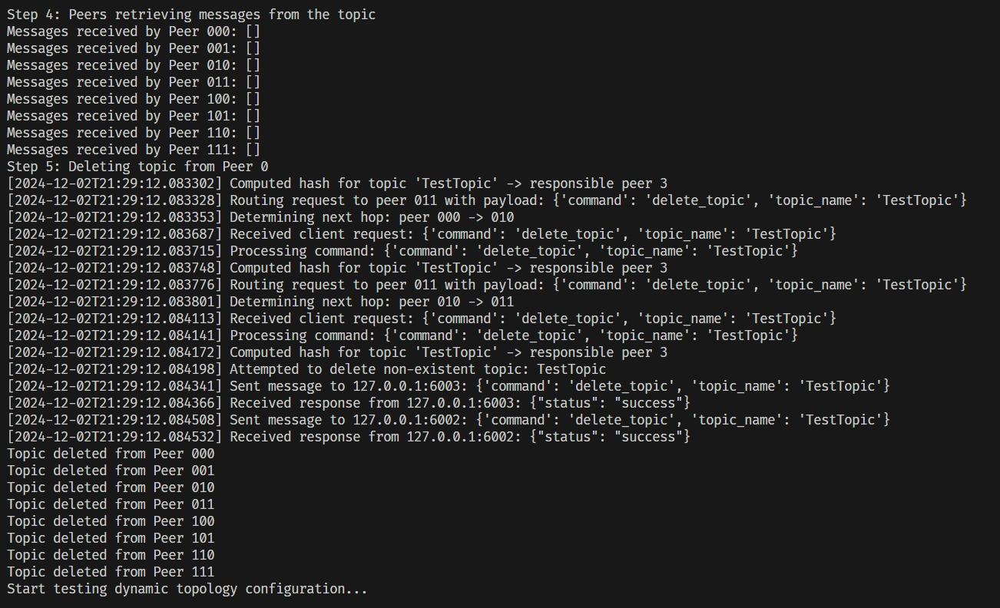 Step 4: Peers retrieving messages from the topic
Messages received by Peer 000: []
Messages received by Peer 001: []
Messages received by Peer 010: []
Messages received by Peer 011: []
Messages received by Peer 100: []
Messages received by Peer 101: []
Messages received by Peer 110: []
Messages received by Peer 111: []
Step 5: Deleting topic from Peer 0
[2024-12-02T21:29:12.083302] Computed hash for topic 'TestTopic' -> responsible peer 3
[2024-12-02T21:29:12.083328] Routing request to peer 011 with payload: {'command': 'delete_topic', 'topic_name': 'TestTopic'}
[2024-12-02T21:29:12.083353] Determining next hop: peer 000 -> 010
[2024-12-02T21:29:12.083687] Received client request: {'command': 'delete_topic', 'topic_name': 'TestTopic'}
[2024-12-02T21:29:12.083715] Processing command: {'command': 'delete_topic', 'topic_name': 'TestTopic'}
[2024-12-02T21:29:12.083748] Computed hash for topic 'TestTopic' -> responsible peer 3
[2024-12-02T21:29:12.083776] Routing request to peer 011 with payload: {'command': 'delete_topic', 'topic_name': 'TestTopic'}
[2024-12-02T21:29:12.083801] Determining next hop: peer 010 -> 011
[2024-12-02T21:29:12.084113] Received client request: {'command': 'delete_topic', 'topic_name': 'TestTopic'}
[2024-12-02T21:29:12.084141] Processing command: {'command': 'delete_topic', 'topic_name': 'TestTopic'}
[2024-12-02T21:29:12.084172] Computed hash for topic 'TestTopic' -> responsible peer 3
[2024-12-02T21:29:12.084198] Attempted to delete non-existent topic: TestTopic
[2024-12-02T21:29:12.084341] Sent message to 127.0.0.1:6003: {'command': 'delete_topic', 'topic_name': 'TestTopic'}
[2024-12-02T21:29:12.084366] Received response from 127.0.0.1:6003: {"status": "success"}
[2024-12-02T21:29:12.084508] Sent message to 127.0.0.1:6002: {'command': 'delete_topic', 'topic_name': 'TestTopic'}
[2024-12-02T21:29:12.084532] Received response from 127.0.0.1:6002: {"status": "success"}
Topic deleted from Peer 000
Topic deleted from Peer 001
Topic deleted from Peer 010
Topic deleted from Peer 011
Topic deleted from Peer 100
Topic deleted from Peer 101
Topic deleted from Peer 110
Topic deleted from Peer 111
Start testing dynamic topology configuration...